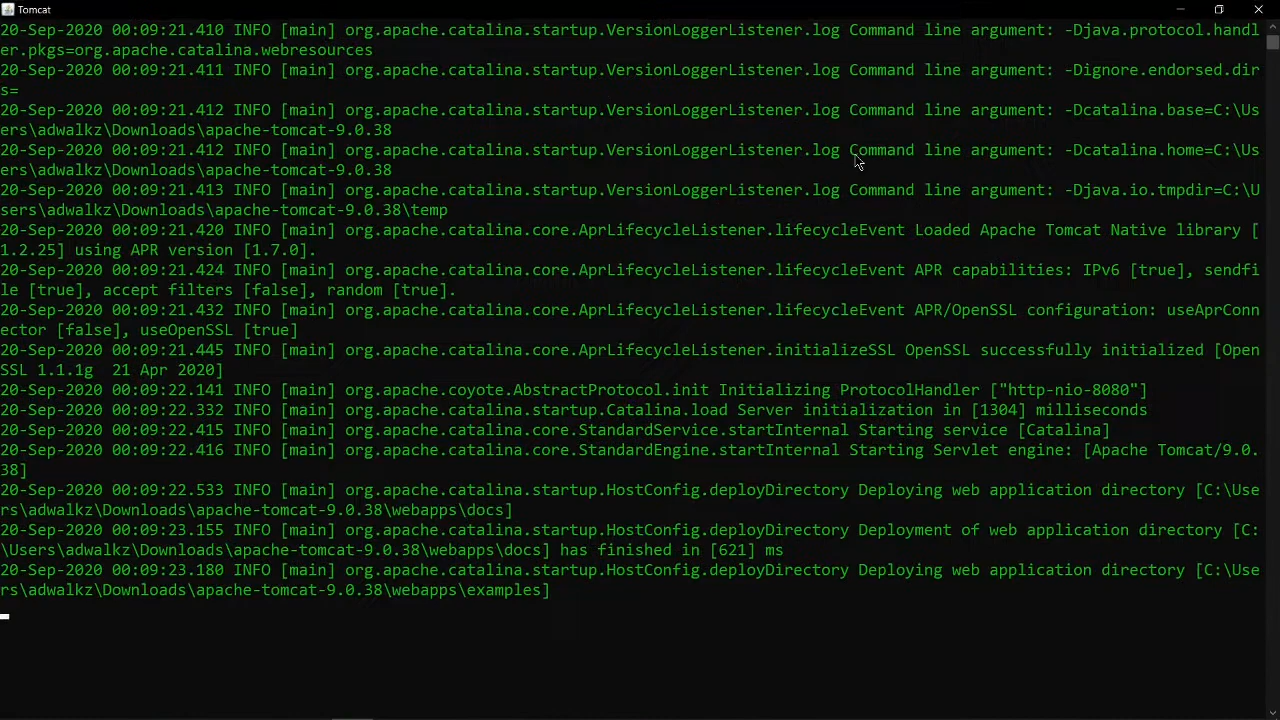 Tomcat
20-Sep-2020 00:09:21.410 INFO [main] org.apache.catalina.startup.VersionLoggerListener.log Command line argument: -Djava.protocol.handl
er.pkgs=org.apache.catalina.webresources
20-Sep-2020 00:09:21.411 INFO [main] org.apache.catalina.startup.VersionLoggerListener.log Command line argument: -Dignore.endorsed.dir
s=
20-Sep-2020 00:09:21.412 INFO [main] org.apache.catalina.startup.VersionLoggerListener.log Command line argument: -Dcatalina.base=C:\Us
ers\adwalkz\Downloads\apache-tomcat-9.0.38
20-Sep-2020 00:09:21.412 INFO [main] org.apache.catalina.startup.VersionLoggerListener.log Command line argument: -Dcatalina.home=C:\Us
ers\adwalkz\Downloads\apache-tomcat-9.0.38
20-Sep-2020 00:09:21.413 INFO [main] org.apache.catalina.startup.VersionLoggerListener.log Command line argument: -Djava.io.tmpdir=C:\U
sers\adwalkz\Downloads\apache-tomcat-9.0.38\temp
20-Sep-2020 00:09:21.420 INFO [main] org.apache.catalina.core.AprLifecycleListener.lifecycleEvent Loaded Apache Tomcat Native library [
1.2.25] using APR version [1.7.0].
20-Sep-2020 00:09:21.424 INFO [main] org.apache.catalina.core.AprLifecycleListener.lifecycleEvent APR capabilities: IPv6 [true], sendfi
le [true], accept filters [false], random [true].
20-Sep-2020 00:09:21.432 INFO [main] org.apache.catalina.core.AprLifecycleListener.lifecycleEvent APR/OpenSSL configuration: useAprConn
ector [false], useOpenSSL [true]
20-Sep-2020 00:09:21.445 INFO [main] org.apache.catalina.core.AprLifecycleListener.initializeSSL OpenSSL successfully initialized [Open
SSL 1.1.1g  21 Apr 2020]
20-Sep-2020 00:09:22.141 INFO [main] org.apache.coyote.AbstractProtocol.init Initializing ProtocolHandler ["http-nio-8080"]
20-Sep-2020 00:09:22.332 INFO [main] org.apache.catalina.startup.Catalina.load Server initialization in [1304] milliseconds
20-Sep-2020 00:09:22.415 INFO [main] org.apache.catalina.core.StandardService.startInternal Starting service [Catalina]
20-Sep-2020 00:09:22.416 INFO [main] org.apache.catalina.core.StandardEngine.startInternal Starting Servlet engine: [Apache Tomcat/9.0.
38]
20-Sep-2020 00:09:22.533 INFO [main] org.apache.catalina.startup.HostConfig.deployDirectory Deploying web application directory [C:\Use
rs\adwalkz\Downloads\apache-tomcat-9.0.38\webapps\docs]
20-Sep-2020 00:09:23.155 INFO [main] org.apache.catalina.startup.HostConfig.deployDirectory Deployment of web application directory [C:
\Users\adwalkz\Downloads\apache-tomcat-9.0.38\webapps\docs] has finished in [621] ms
20-Sep-2020 00:09:23.180 INFO [main] org.apache.catalina.startup.HostConfig.deployDirectory Deploying web application directory [C:\Use
rs\adwalkz\Downloads\apache-tomcat-9.0.38\webapps\examples]